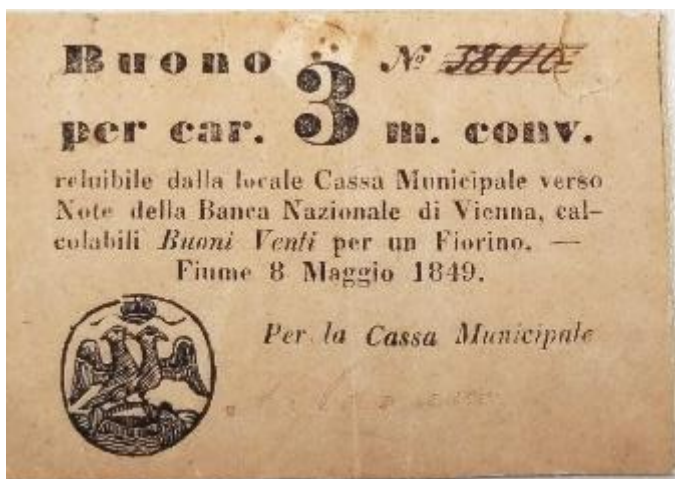 Buono 3 № 38010
per car. m. conv.
reluibile dalla locale Cassa Municipale verso
Note della Banca Nazionale di Vienna, cal-
colabili Buoni Venti per un Fiorino. —
Fiume 8 Maggio 1849.
Per la Cassa Municipale